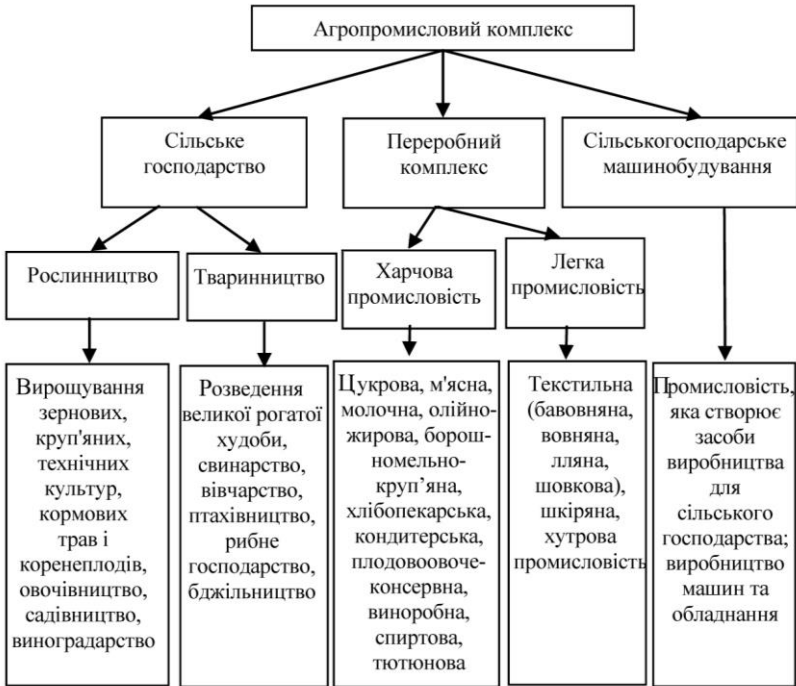 Агропромисловий комплекс
Сільське
господарство
Переробний
комплекс
Сільськогосподарське
машинобудування
Рослинництво
Тваринництво
Харчова
промисловість
Легка
промисловість
Вирощування
зернових,
круп'яних,
технічних
культур,
кормових
трав і
коренеплодів,
овочівництво,
садівництво,
виноградарство
Розведення
великої рогатої
худоби,
свинарство,
вівчарство,
птахівництво,
рибне
господарство,
бджільництво
Цукрова, м'ясна,
молочна, олійно-
жирова, борош-
номельно-
круп’яна,
хлібопекарська,
кондитерська,
плодовоовоче-
консервна,
виноробна,
спиртова,
тютюнова
Текстильна
(бавовняна,
вовняна,
лляна,
шовкова),
шкіряна,
хутрова
промисловість
Промисловість,
яка створює
засоби
виробництва
для
сільського
господарства;
виробництво
машин та
обладнання